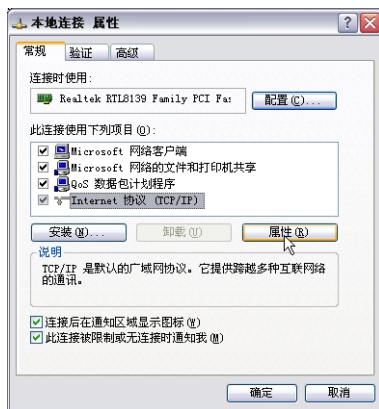 本地连接 属性
常规 验证 高级
连接时使用:
Realtek RTL8139 Family PCI Fa:
配置(C)...
此连接使用下列项目(O):
Microsoft 网络客户端
Microsoft 网络的文件和打印机共享
QoS 数据包计划程序
Internet 协议 (TCP/IP)
安装(N)... 卸载(U) 属性(R)
说明
TCP/IP 是默认的广域网协议。它提供跨越多种互联网络
的通讯。
连接后在通知区域显示图标(W)
此连接被限制或无连接时通知我(M)
确定 取消